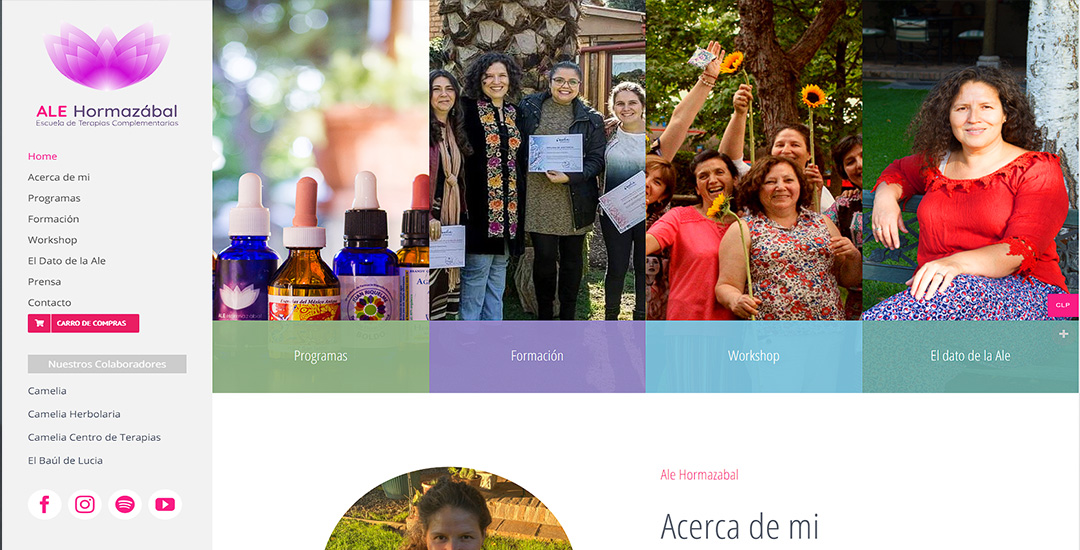 ALE Hormazábal
Escuela de Terapias Complementarias
Home
Acerca de mi
Programas
Formación
Workshop
El Dato de la Ale
Prensa
Contacto
CARRO DE COMPRAS
Nuestros Colaboradores
Camelia
Camelia Herbolaria
Camelia Centro de Terapias
El Baúl de Lucia
Programas
Formación
Workshop
El dato de la Ale
CLP
Ale Hormazabal
Acerca de mi